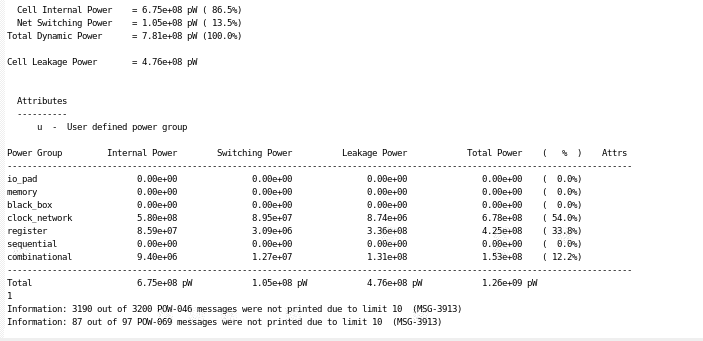 Cell Internal Power    = 6.75e+08 pW ( 86.5%)
Net Switching Power    = 1.05e+08 pW ( 13.5%)
Total Dynamic Power    = 7.81e+08 pW (100.0%)
Cell Leakage Power    = 4.76e+08 pW
Attributes
----------
u  -  User defined power group
Power Group    Internal Power    Switching Power    Leakage Power    Total Power    (   %  )    Attrs
-----------------------------------------------------------------------------------------------------------------------------
io_pad    0.00e+00    0.00e+00    0.00e+00    0.00e+00    (  0.0%)
memory    0.00e+00    0.00e+00    0.00e+00    0.00e+00    (  0.0%)
black_box    0.00e+00    0.00e+00    0.00e+00    0.00e+00    (  0.0%)
clock_network    5.80e+08    8.95e+07    8.74e+06    6.78e+08    ( 54.0%)
register    8.59e+07    3.09e+06    3.36e+08    4.25e+08    ( 33.8%)
sequential    0.00e+00    0.00e+00    0.00e+00    0.00e+00    (  0.0%)
combinational    9.40e+06    1.27e+07    1.31e+08    1.53e+08    ( 12.2%)
-----------------------------------------------------------------------------------------------------------------------------
Total    6.75e+08 pW    1.05e+08 pW    4.76e+08 pW    1.26e+09 pW
1
Information: 3190 out of 3200 POW-046 messages were not printed due to limit 10  (MSG-3913)
Information: 87 out of 97 POW-069 messages were not printed due to limit 10  (MSG-3913)